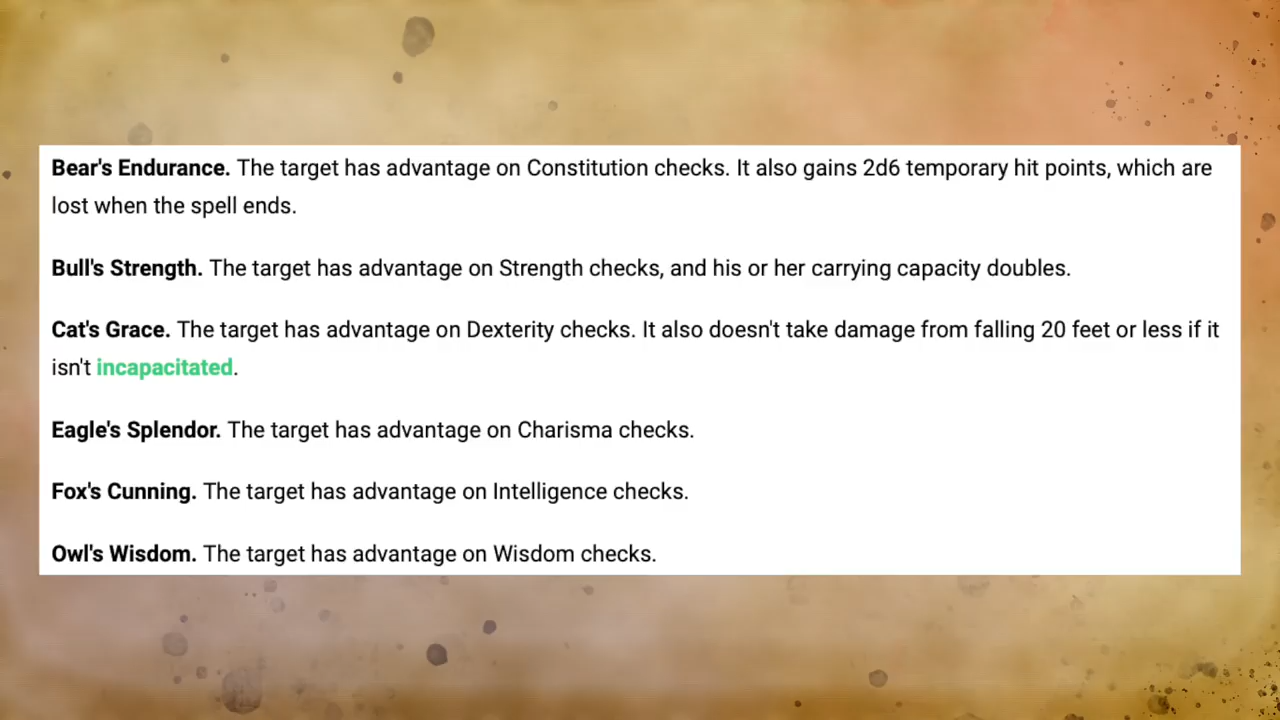 Bear's Endurance. The target has advantage on Constitution checks. It also gains 2d6 temporary hit points, which are
lost when the spell ends.
Bull's Strength. The target has advantage on Strength checks, and his or her carrying capacity doubles.
Cat's Grace. The target has advantage on Dexterity checks. It also doesn't take damage from falling 20 feet or less if it
isn't incapacitated.
Eagle's Splendor. The target has advantage on Charisma checks.
Fox's Cunning. The target has advantage on Intelligence checks.
Owl's Wisdom. The target has advantage on Wisdom checks.